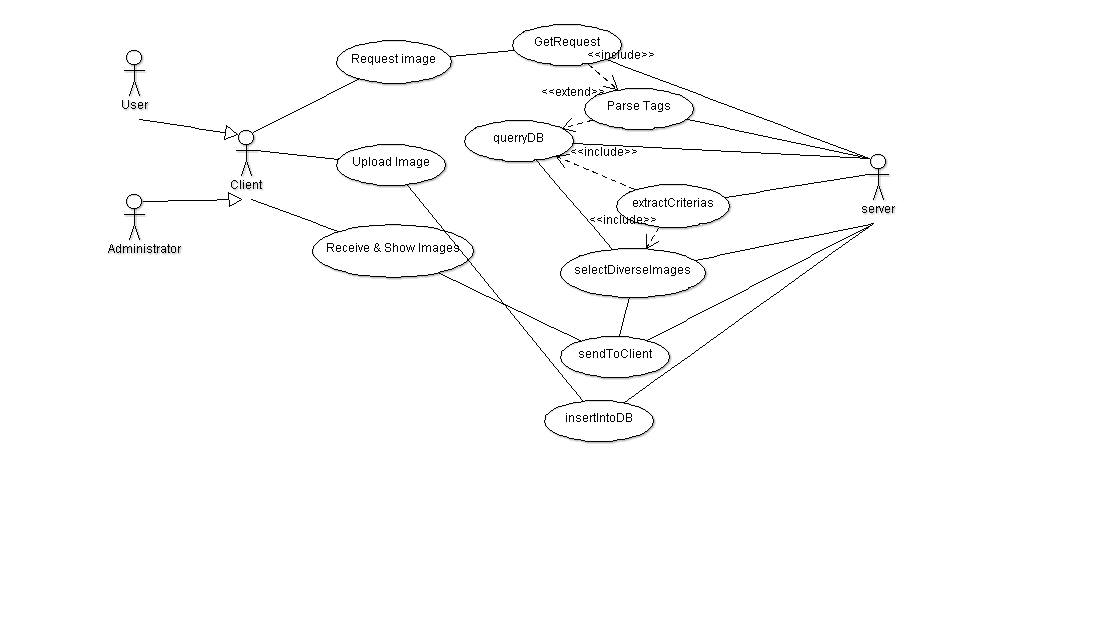 GetRequest
<<include>>
Request image
User
<<extend>>
Parse Tags
querryDB
<<include>>
Upload Image
Client
extractCriterias
server
<<include>>
Administrator
Receive & Show Images
selectDiverseImages
sendToClient
insertIntoDB